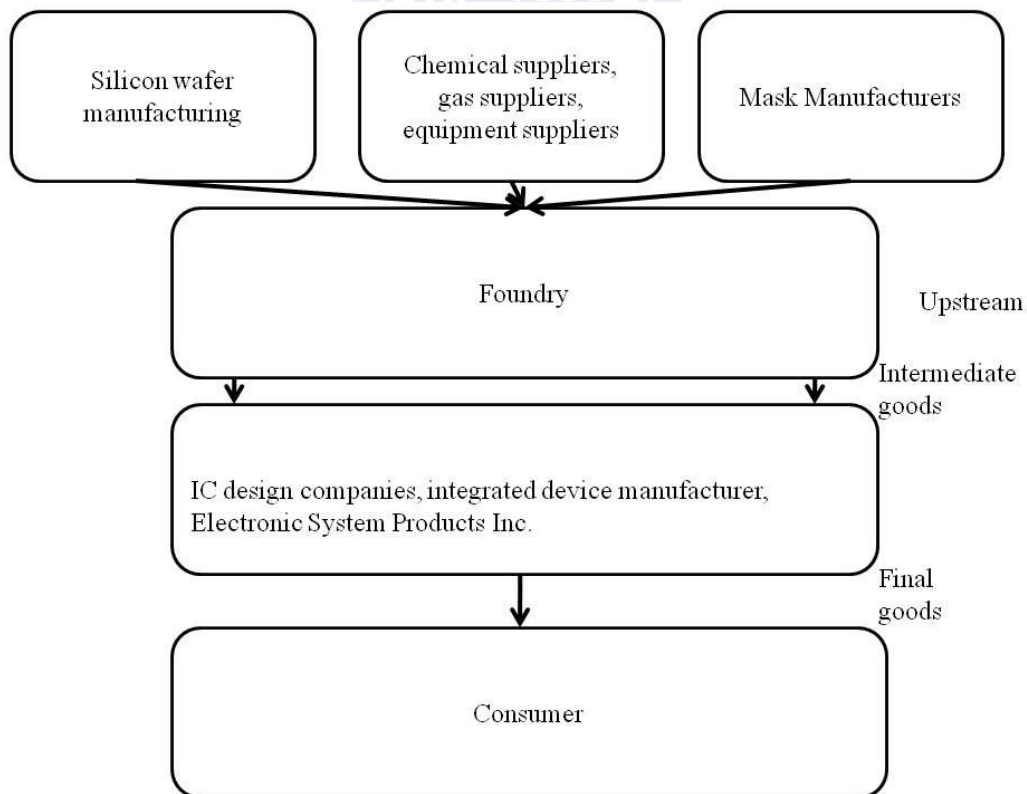 Silicon wafer
manufacturing
Chemical suppliers,
gas suppliers,
equipment suppliers
Mask Manufacturers
Foundry
Upstream
Intermediate
goods
IC design companies, integrated device manufacturer,
Electronic System Products Inc.
Final
goods
Consumer